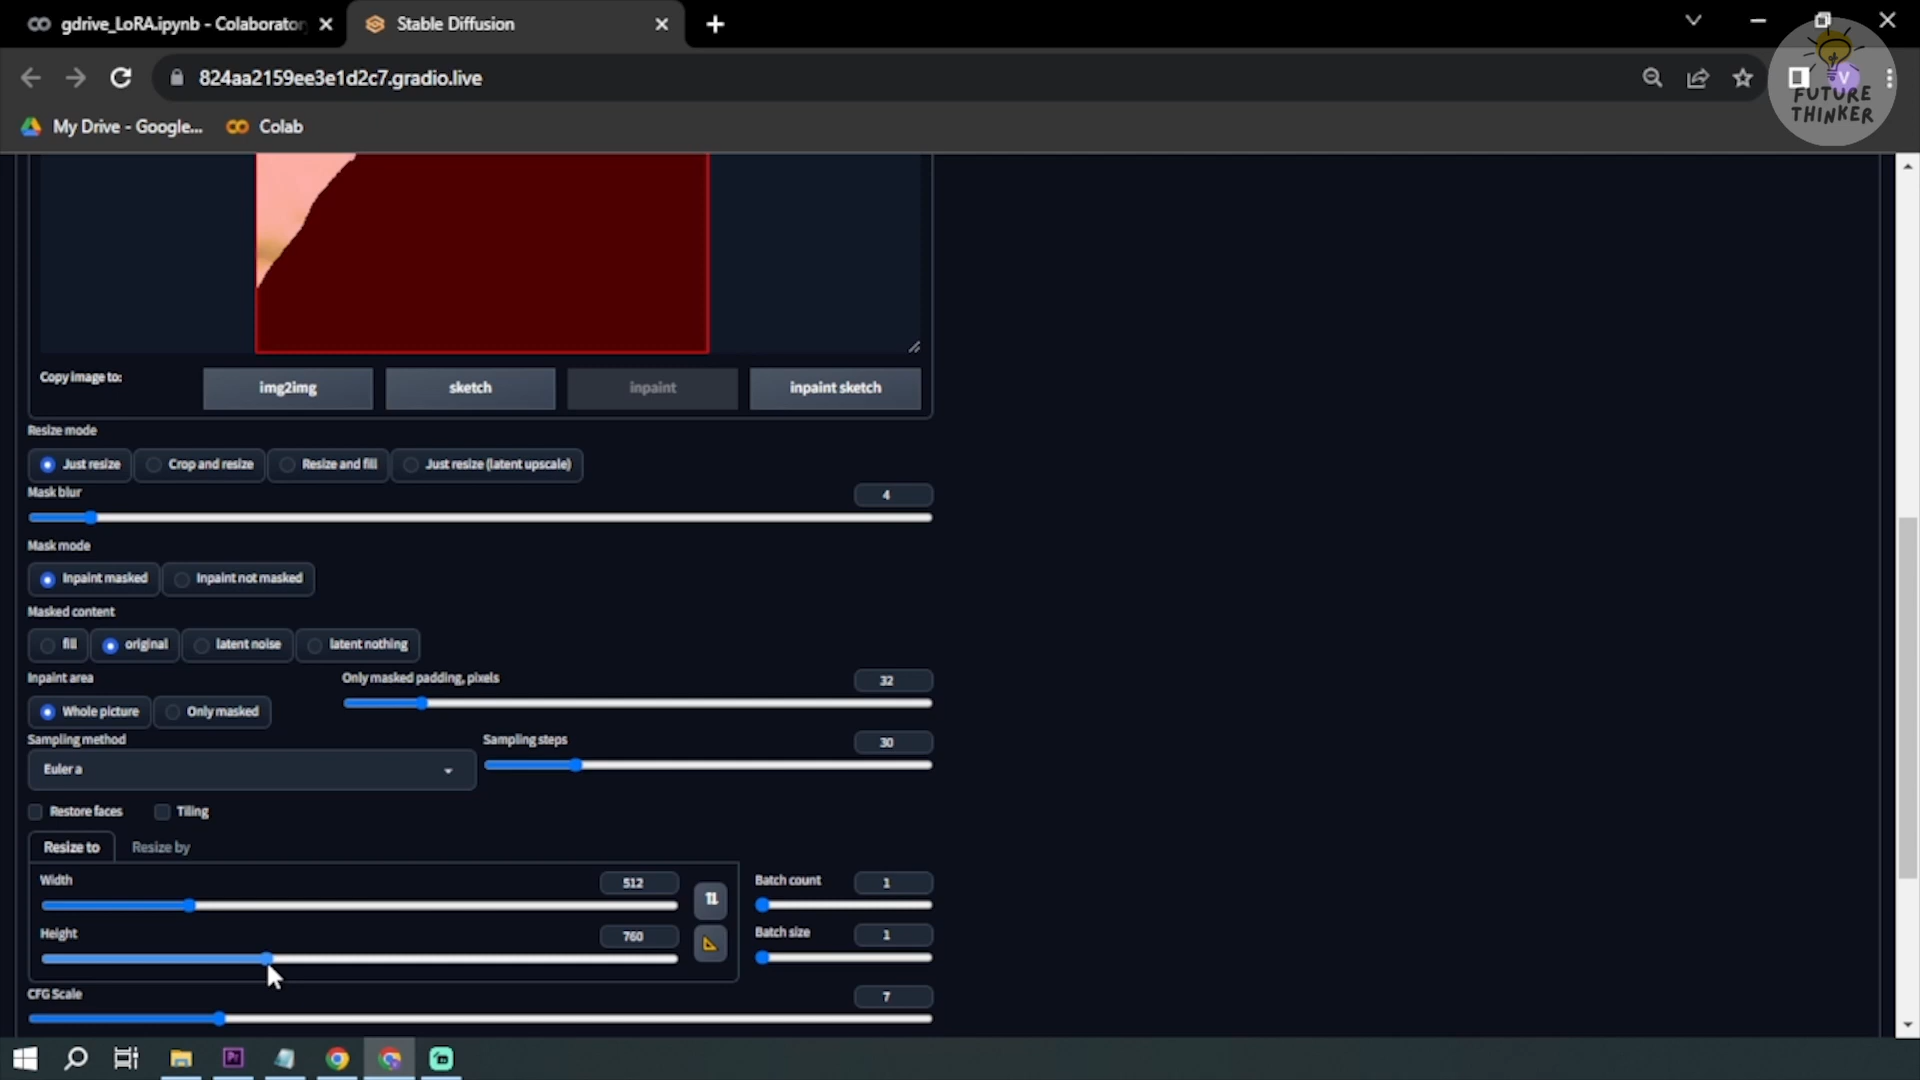 gdrive_LoRA.ipynb - Colaborator
Stable Diffusion
824aa2159ee3e1d2c7.gradio.live
V
FUTURE
THINKER
My Drive - Google...
Colab
Copy image to:
img2img
sketch
inpaint
inpaint sketch
Resize mode
Just resize
Crop and resize
Resize and fill
Just resize (latent upscale)
Mask blur
4
Mask mode
Inpaint masked
Inpaint not masked
Masked content
fill
original
latent noise
latent nothing
Inpaint area
Only masked padding, pixels
32
Whole picture
Only masked
Sampling method
Sampling steps
30
Euler a
Restore faces
Tiling
Resize to
Resize by
Width
512
Batch count
1
Height
760
Batch size
1
CFG Scale
7
Pr